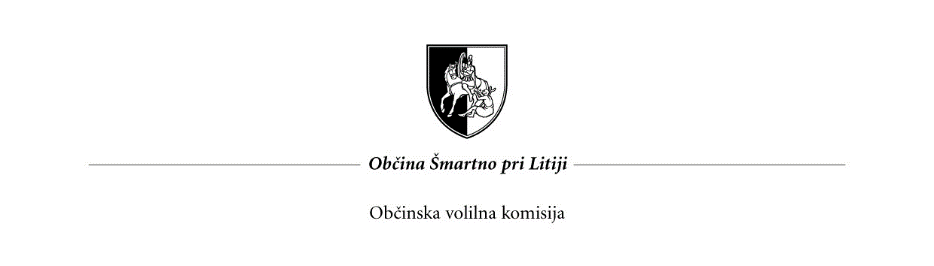 Občina Šmartno pri Litiji
Občinska volilna komisija